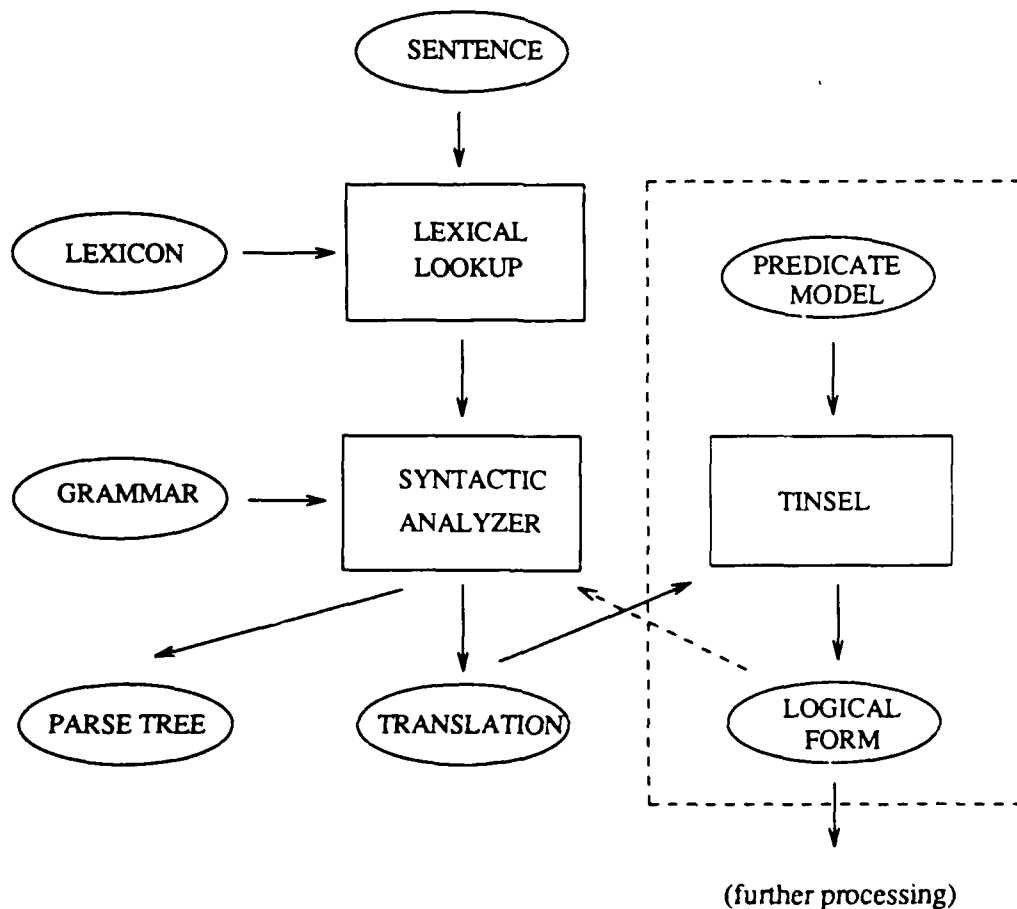 SENTENCE
LEXICON
LEXICAL
LOOKUP
PREDICATE
MODEL
GRAMMAR
SYNTACTIC
ANALYZER
TINSEL
PARSE TREE
TRANSLATION
LOGICAL
FORM
(further processing)